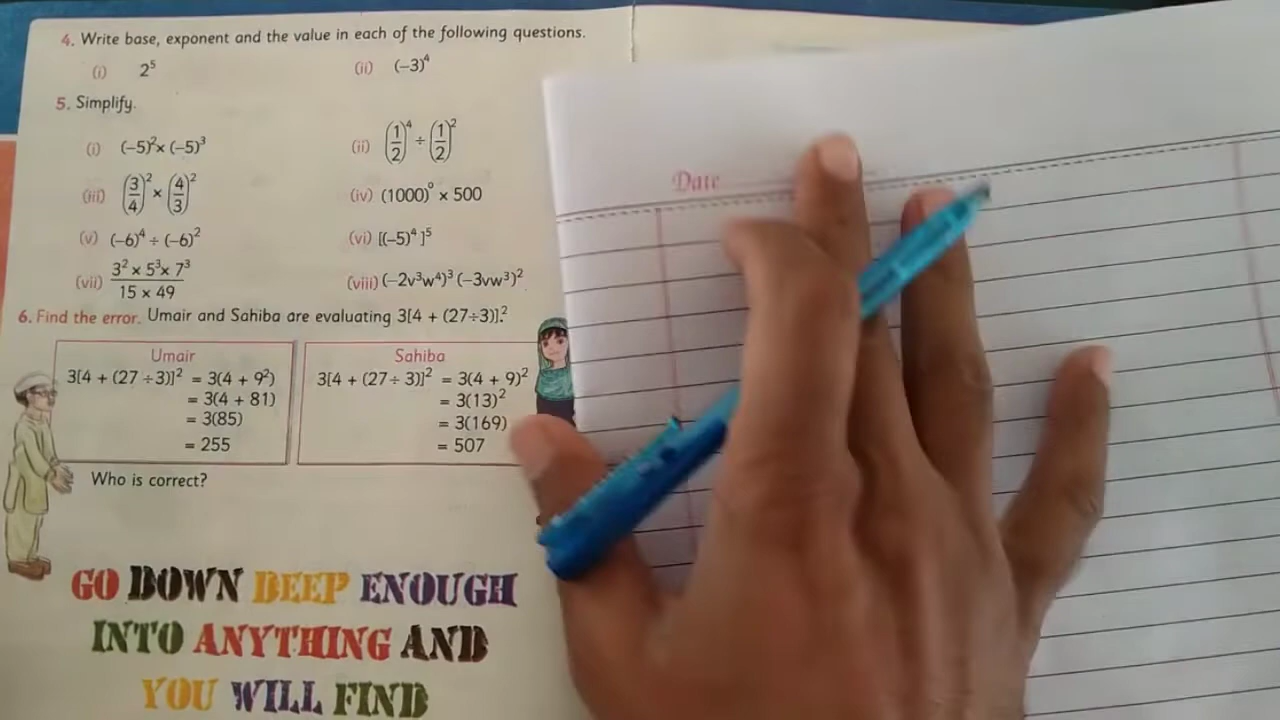 4. Write base, exponent and the value in each of the following questions.
(i) 2⁵ (ii) (−3)⁴
5. Simplify.
(i) (−5)²× (−5)³ (ii) (1/2)⁴ ÷ (1/2)²
(iii) (3/4)² × (4/3)² (iv) (1000)⁰ × 500
(v) (−6)⁴ ÷ (−6)² (vi) [(−5)⁴ ]⁵
(vii) 3² × 5³× 7³ / 15 × 49 (viii) (−2v³w⁴)³ (−3vw³)²
6. Find the error. Umair and Sahiba are evaluating 3[4 + (27÷3)].²
Umair
3[4 + (27 ÷3)]² = 3(4 + 9²)
= 3(4 + 81)
= 3(85)
= 255
Sahiba
3[4 + (27÷ 3)]² = 3(4 + 9)²
= 3(13)²
= 3(169)
= 507
Who is correct?
GO DOWN DEEP ENOUGH
INTO ANYTHING AND
YOU WILL FIND
Date